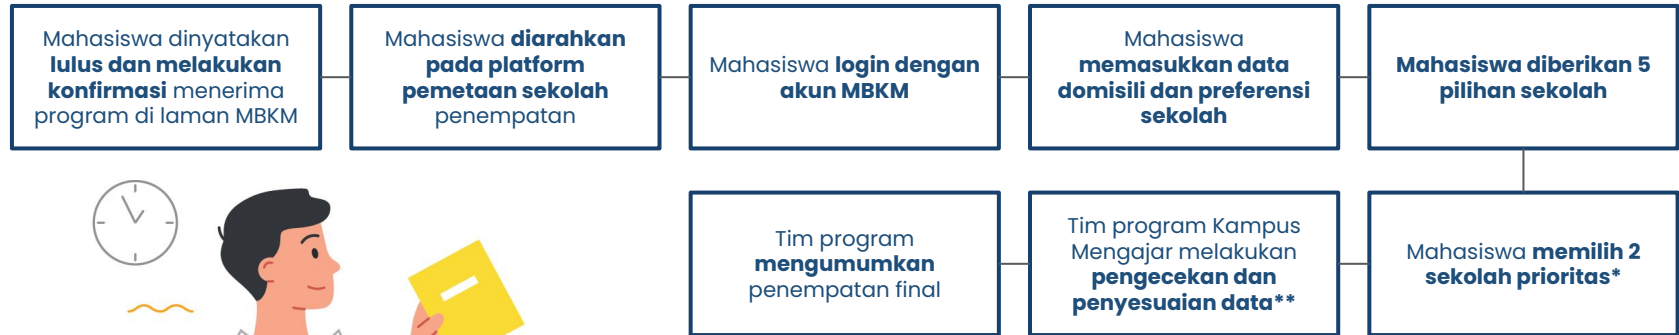 Mahasiswa dinyatakan
lulus dan melakukan
konfirmasi menerima
program di laman MBKM
Mahasiswa diarahkan
pada platform
pemetaan sekolah
penempatan
Mahasiswa login dengan
akun MBKM
Mahasiswa
memasukkan data
domisili dan preferensi
sekolah
Mahasiswa diberikan 5
pilihan sekolah
Mahasiswa memilih 2
sekolah prioritas*
Tim program Kampus
Mengajar melakukan
pengecekan dan
penyesuaian data**
Tim program
mengumumkan
penempatan final